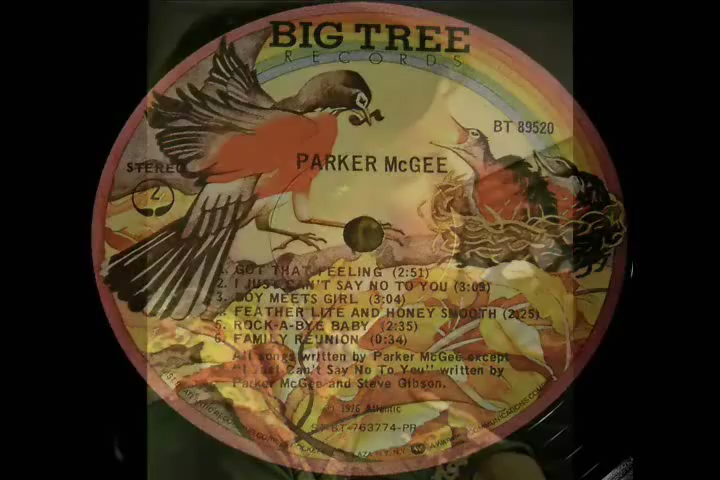 BIG TREE
RECORDS
BT 89520
PARKER McGEE
STEREO
2
1. GOT THAT FEELING (2:51)
2. I JUST CAN'T SAY NO TO YOU (3:09)
3. BOY MEETS GIRL (3:04)
4. FEATHER LITE AND HONEY SMOOTH (2:25)
5. ROCK-A-BYE BABY (2:35)
6. FAMILY REUNION (0:34)
All songs written by Parker McGee except
"I Just Can't Say No To You" written by
Parker McGee and Steve Gibson.
1976 Atlantic
ST-BT-763774-PR
COMMUNICATIONS CO.